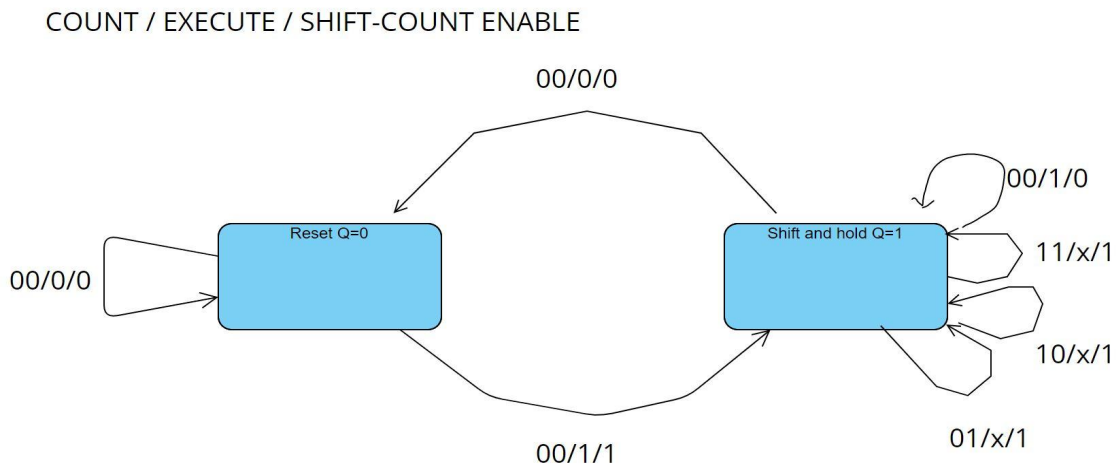 COUNT / EXECUTE / SHIFT-COUNT ENABLE
00/0/0
00/1/0
Reset Q=0
Shift and hold Q=1
11/x/1
00/0/0
10/x/1
01/x/1
00/1/1